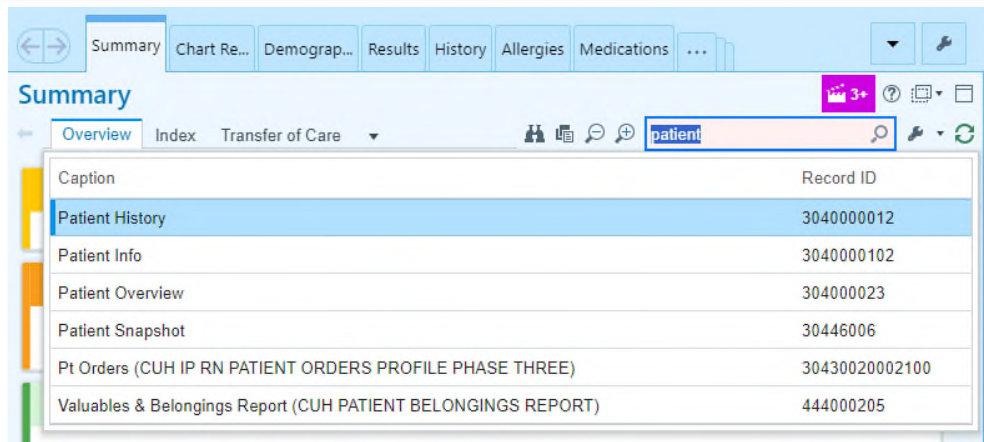 Summary Chart Re... Demograp... Results History Allergies Medications ...
Summary 3+
Overview Index Transfer of Care patient
Caption Record ID
Patient History 3040000012
Patient Info 3040000102
Patient Overview 304000023
Patient Snapshot 30446006
Pt Orders (CUH IP RN PATIENT ORDERS PROFILE PHASE THREE) 30430020002100
Valuables & Belongings Report (CUH PATIENT BELONGINGS REPORT) 444000205